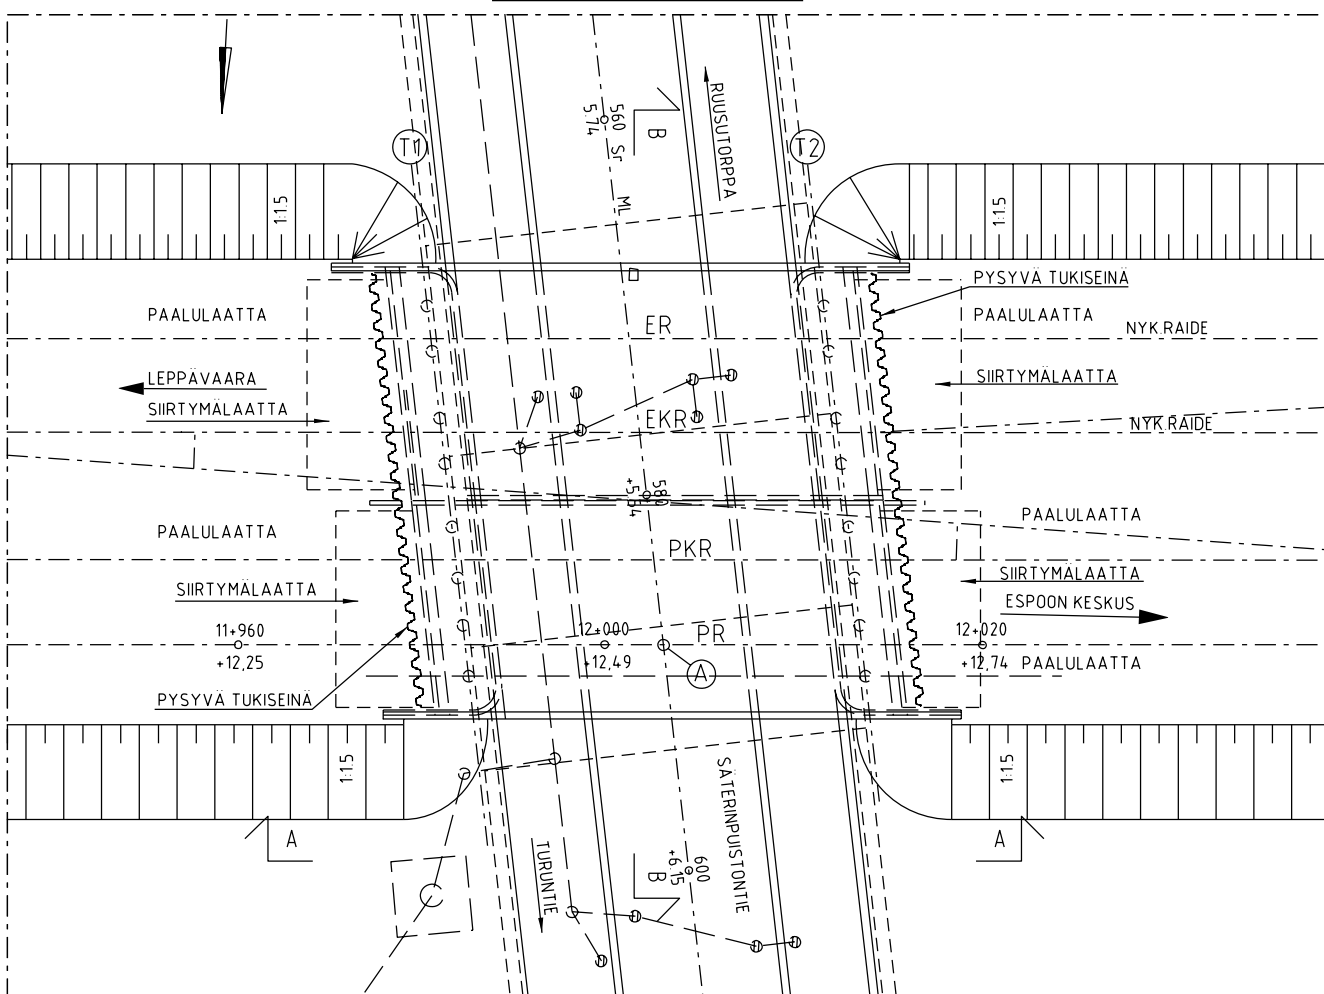 T1
T2
560 Sr
5.74
B
RUUSUTORPPA
ML
1:1.5
1:1.5
PYSYVÄ TUKISEINÄ
PAALULAATTA
ER
PAALULAATTA
NYK.RAIDE
LEPPÄVAARA
SIIRTYMÄLAATTA
SIIRTYMÄLAATTA
EKR
NYK.RAIDE
580
+5.54
PAALULAATTA
PAALULAATTA
PKR
SIIRTYMÄLAATTA
SIIRTYMÄLAATTA
ESPOON KESKUS
11+960
+12,25
12+000
+12,49
PR
12+020
+12,74
PAALULAATTA
A
PYSYVÄ TUKISEINÄ
1:1.5
1:1.5
SÄTERINPUISTONTIE
A
A
TURUNTIE
B
600
+6.15